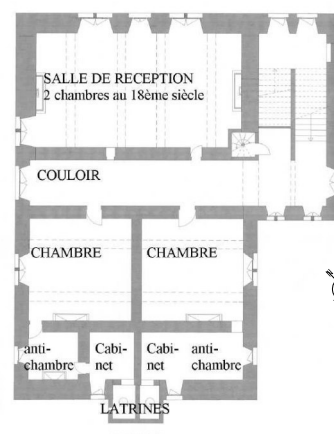 SALLE DE RECEPTION
2 chambres au 18ème siècle
COULOIR
CHAMBRE
CHAMBRE
anti-
chambre
Cabi-
net
Cabi-
net
anti-
chambre
LATRINES